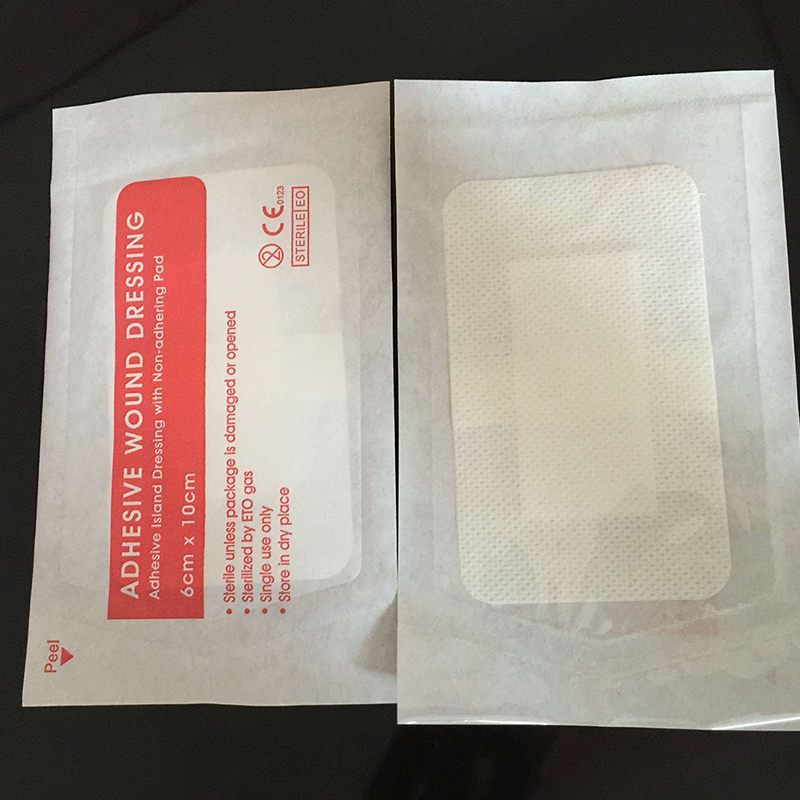 Peel
ADHESIVE WOUND DRESSING
Adhesive Island Dressing with Non-adhering Pad
6cm x 10cm
• Sterile unless package is damaged or opened
• Sterilized by ETO gas
• Single use only
• Store in dry place
2 CE 0123
STERILE EO